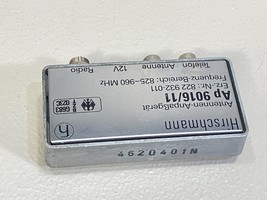 Hirschmann
Antennen-Anpaßgerät
Ap 9016/11
Erz.-Nr.: 822 932-011
Frequenz-Bereich: 825-960 MHz
Telefon Antenne 12V Radio
4620401N